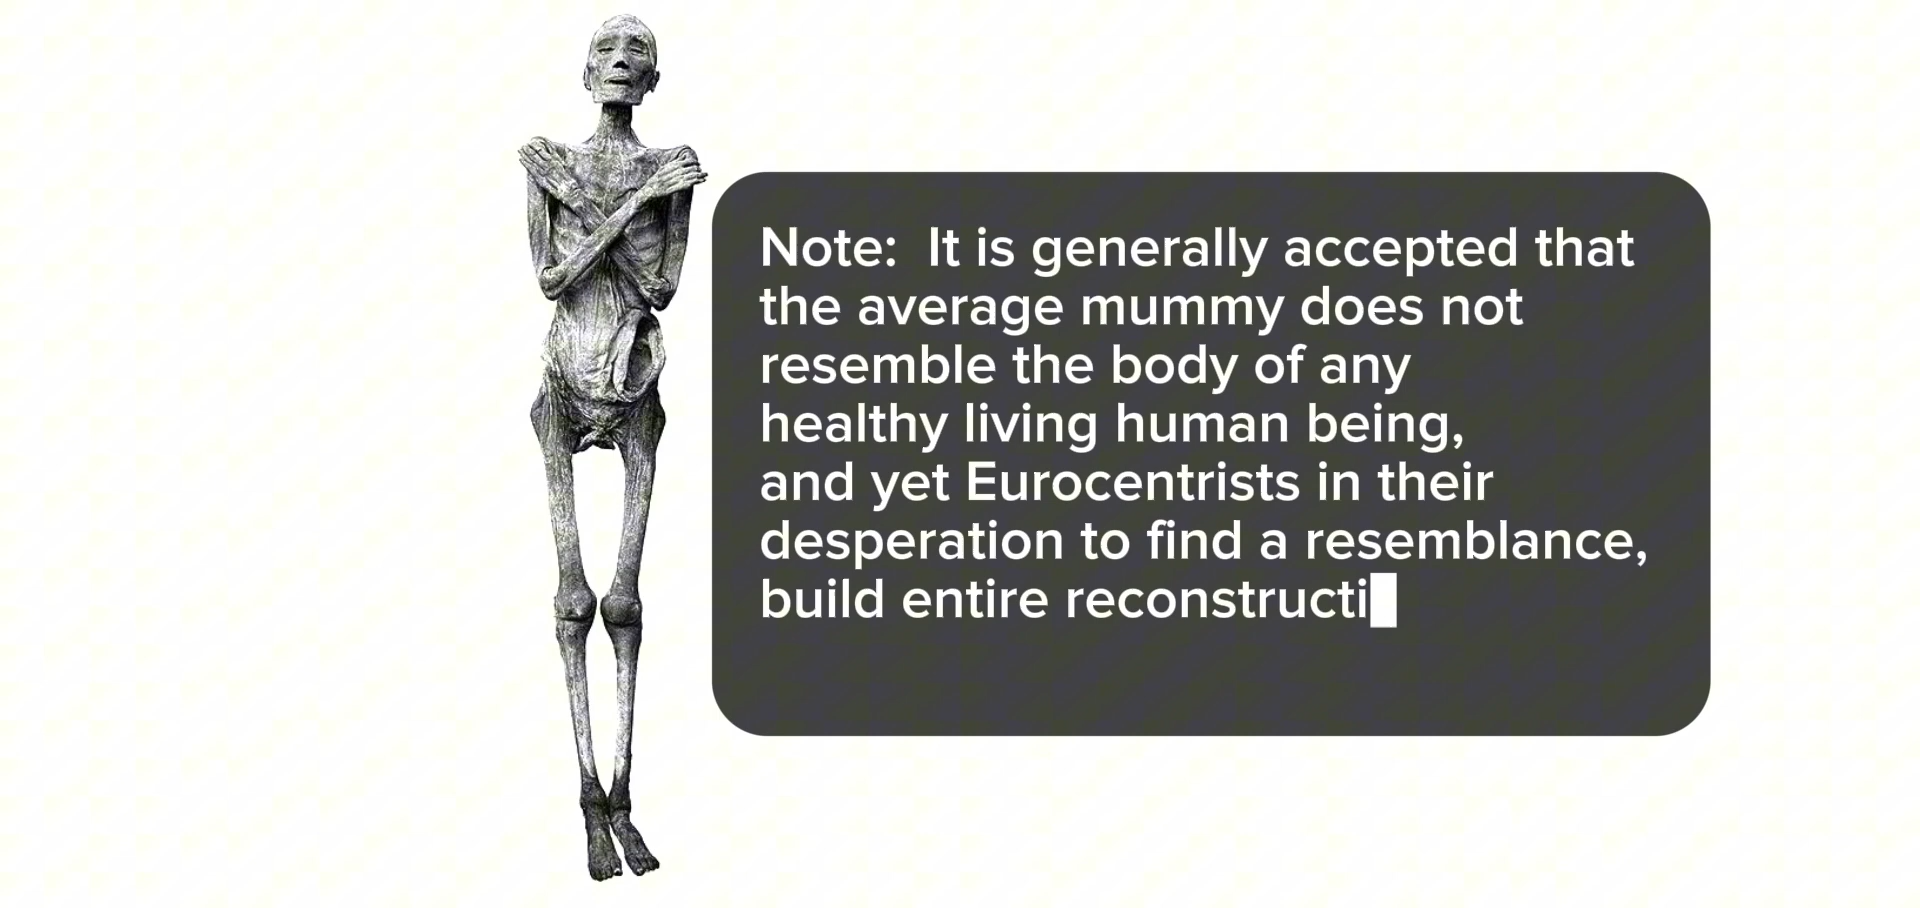 Note:  It is generally accepted that
the average mummy does not
resemble the body of any
healthy living human being,
and yet Eurocentrists in their
desperation to find a resemblance,
build entire reconstructi